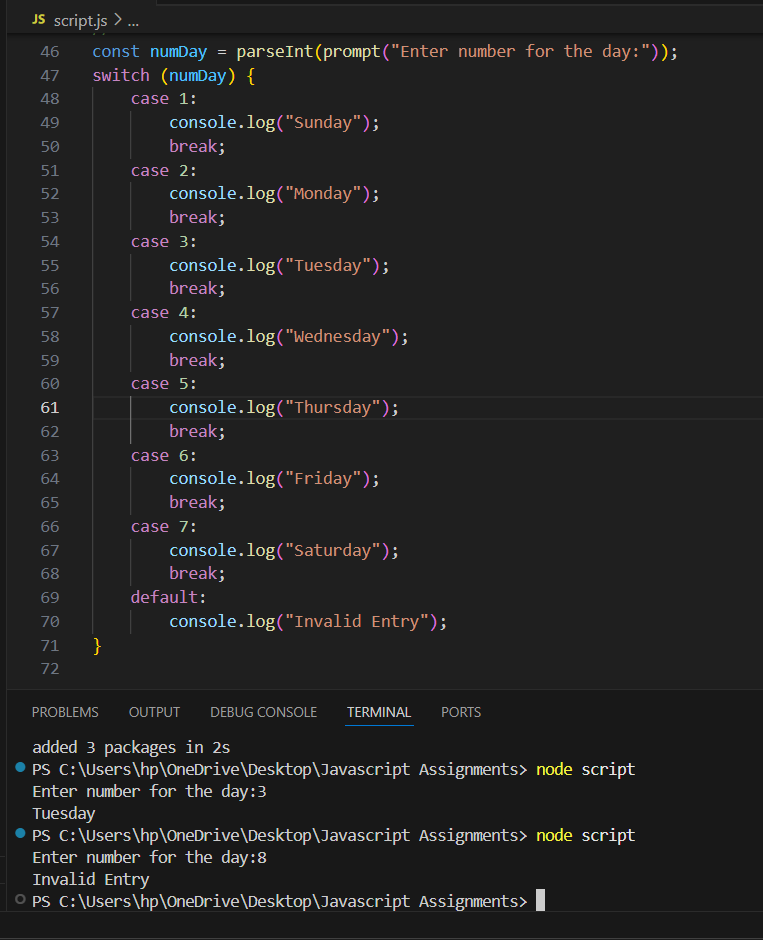 JS script.js > ...
46 const numDay = parseInt(prompt("Enter number for the day:"));
47 switch (numDay) {
48 case 1:
49 console.log("Sunday");
50 break;
51 case 2:
52 console.log("Monday");
53 break;
54 case 3:
55 console.log("Tuesday");
56 break;
57 case 4:
58 console.log("Wednesday");
59 break;
60 case 5:
61 console.log("Thursday");
62 break;
63 case 6:
64 console.log("Friday");
65 break;
66 case 7:
67 console.log("Saturday");
68 break;
69 default:
70 console.log("Invalid Entry");
71 }
72
PROBLEMS OUTPUT DEBUG CONSOLE TERMINAL PORTS
added 3 packages in 2s
PS C:\Users\hp\OneDrive\Desktop\Javascript Assignments> node script
Enter number for the day:3
Tuesday
PS C:\Users\hp\OneDrive\Desktop\Javascript Assignments> node script
Enter number for the day:8
Invalid Entry
PS C:\Users\hp\OneDrive\Desktop\Javascript Assignments>